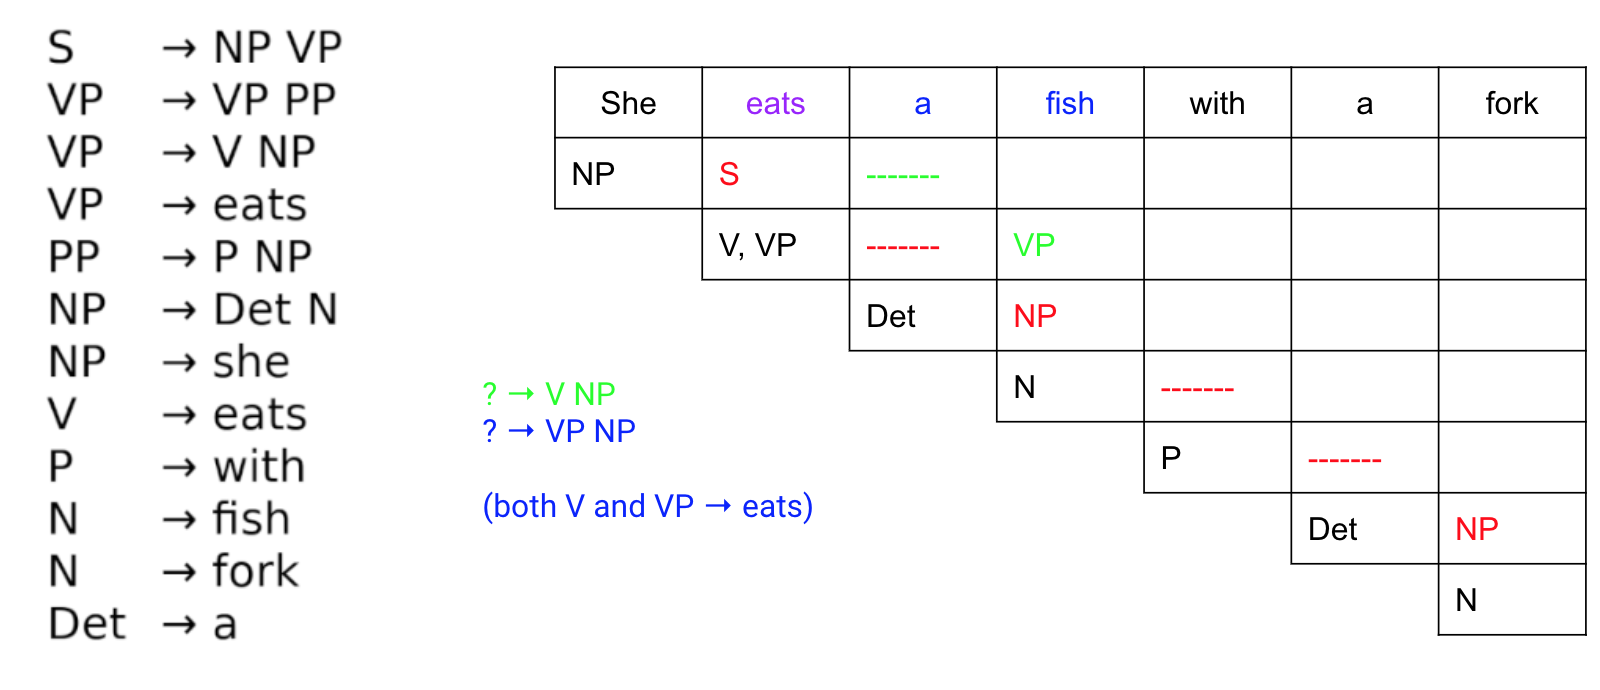 S → NP VP
VP → VP PP
VP → V NP
VP → eats
PP → P NP
NP → Det N
NP → she
V → eats
P → with
N → fish
N → fork
Det → a
? → V NP
? → VP NP
(both V and VP → eats)
She eats a fish with a fork
NP S -------
V, VP ------- VP
Det NP
N -------
P -------
Det NP
N